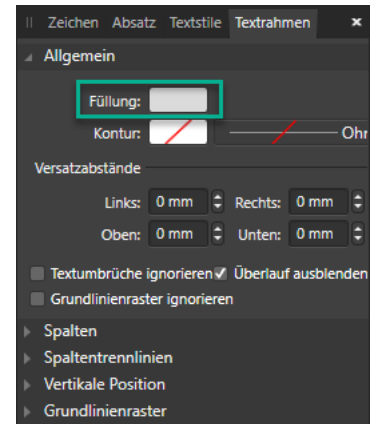 Zeichen Absatz Textstile Textrahmen
Allgemein
Füllung:
Kontur: Ohn
Versatzabstände
Links: 0 mm Rechts: 0 mm
Oben: 0 mm Unten: 0 mm
Textumbrüche ignorieren Überlauf ausblenden
Grundlinienraster ignorieren
Spalten
Spaltentrennlinien
Vertikale Position
Grundlinienraster